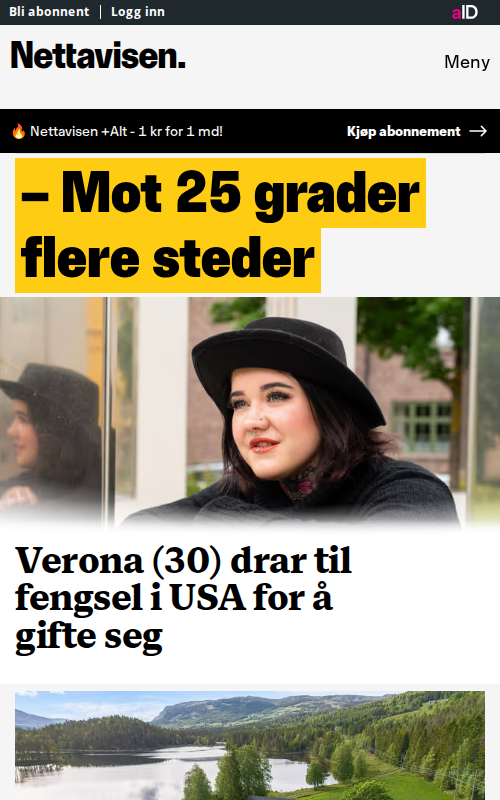 Bli abonnent | Logg inn
aID
Nettavisen.
Meny
🔥 Nettavisen +Alt - 1 kr for 1 md!
Kjøp abonnement →
– Mot 25 grader
flere steder
Verona (30) drar til
fengsel i USA for å
gifte seg